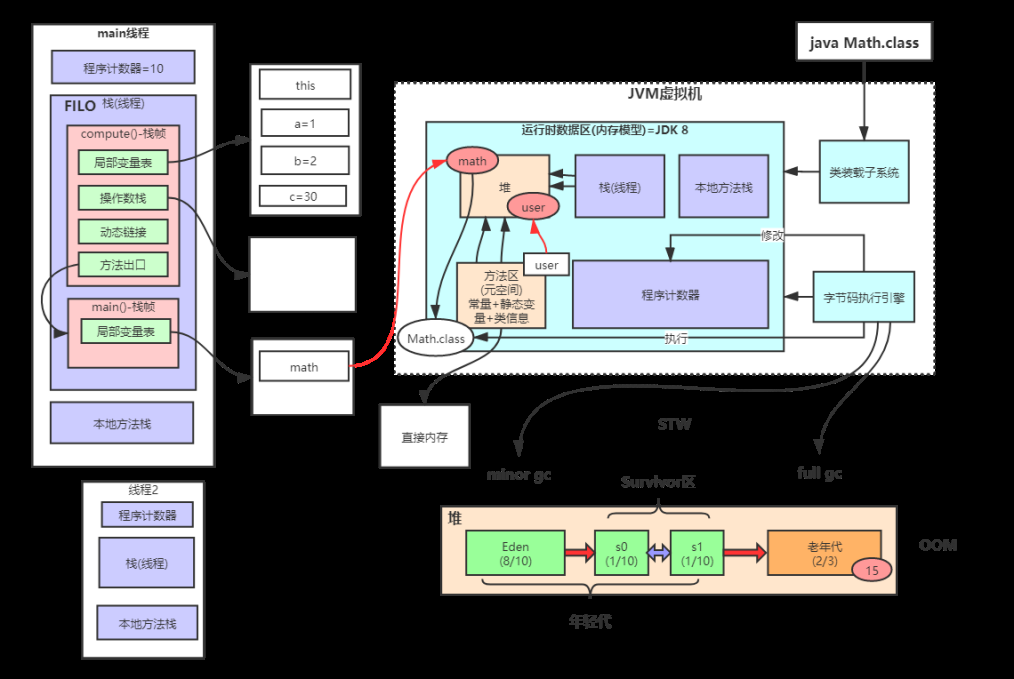 main线程
程序计数器=10
FILO 栈(线程)
compute()-栈帧
局部变量表
操作数栈
动态链接
方法出口
main()-栈帧
局部变量表
本地方法栈
this
a=1
b=2
c=30
math
线程2
程序计数器
栈(线程)
本地方法栈
java Math.class
JVM虚拟机
运行时数据区(内存模型)=JDK 8
math
堆
user
栈(线程)
本地方法栈
类装载子系统
修改
user
方法区
(元空间)
常量+静态变
量+类信息
程序计数器
字节码执行引擎
Math.class
执行
直接内存
STW
minor gc
full gc
Survivor区
堆
Eden
(8/10)
s0
(1/10)
s1
(1/10)
老年代
(2/3)
15
OOM
年轻代